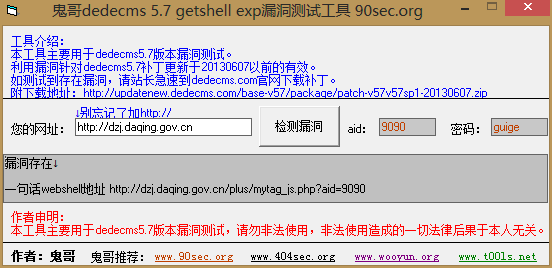 鬼哥dedecms 5.7 getshell exp漏洞测试工具 90sec.org
工具介绍:
本工具主要用于dedecms5.7版本漏洞测试。
利用漏洞针对dedecms5.7补丁更新于20130607以前的有效。
如测试到存在漏洞，请站长急速到dedecms.com官网下载补丁。
附下载地址: http://updatenew.dedecms.com/base-v57/package/patch-v57v57sp1-20130607.zip
↓别忘记了加http://
您的网址: http://dzj.daqing.gov.cn 检测漏洞 aid: 9090 密码: guige
漏洞存在↓
一句话webshell地址 http://dzj.daqing.gov.cn/plus/mytag_js.php?aid=9090
作者申明:
本工具主要用于dedecms5.7版本漏洞测试，请勿非法使用，非法使用造成的一切法律后果于本人无关。
作者: 鬼哥 鬼哥推荐: www.90sec.org www.404sec.org www.wooyun.org www.t00ls.net